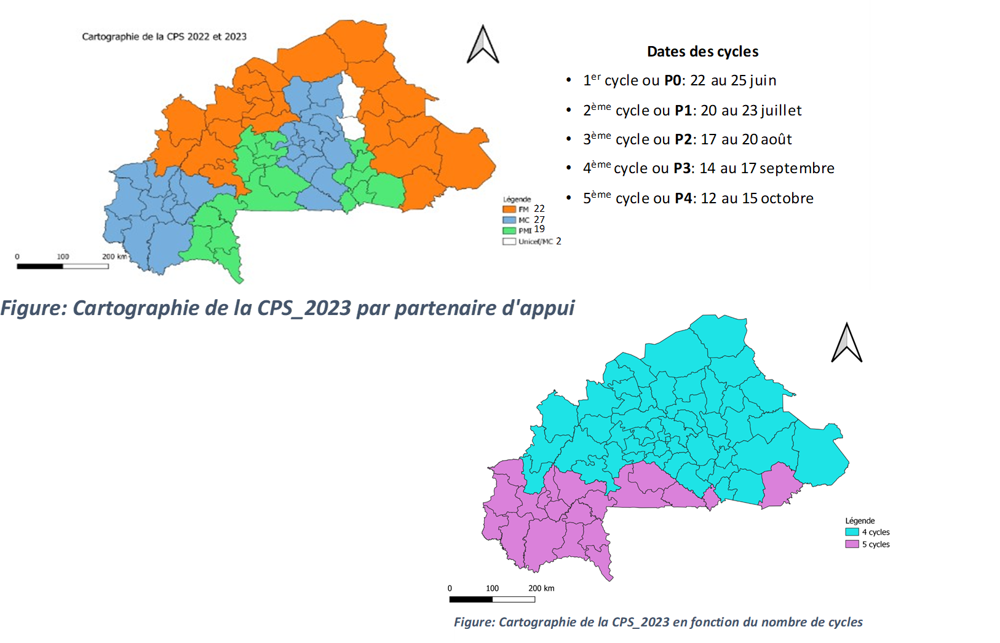 Cartographie de la CPS 2022 et 2023
Légende
FM 22
MC 27
PMI 19
Unicef/MC 2
0 100 200 km
Dates des cycles
• 1er cycle ou P0: 22 au 25 juin
• 2ème cycle ou P1: 20 au 23 juillet
• 3ème cycle ou P2: 17 au 20 août
• 4ème cycle ou P3: 14 au 17 septembre
• 5ème cycle ou P4: 12 au 15 octobre
Figure: Cartographie de la CPS_2023 par partenaire d'appui
Légende
4 cycles
5 cycles
0 100 200 km
Figure: Cartographie de la CPS_2023 en fonction du nombre de cycles